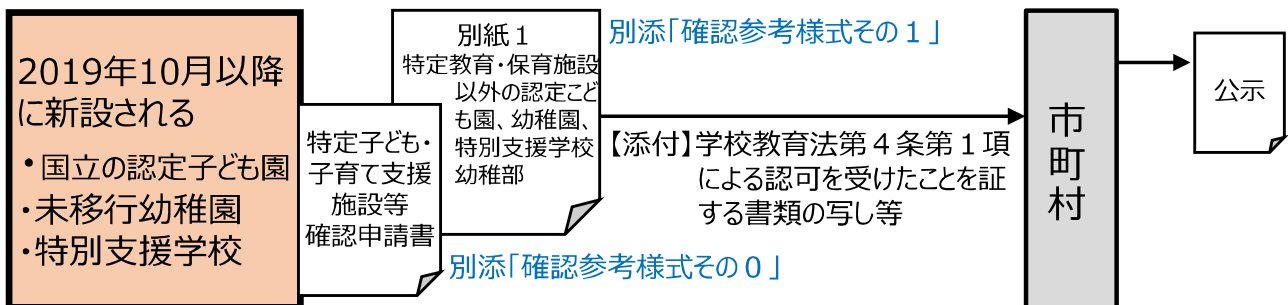 2019年10月以降
に新設される
・国立の認定子ども園
・未移行幼稚園
・特別支援学校
特定子ども・
子育て支援
施設等
確認申請書
別添「確認参考様式その０」
別紙１
特定教育・保育施設
以外の認定こど
も園、幼稚園、
特別支援学校
幼稚部
別添「確認参考様式その１」
【添付】学校教育法第４条第１項
による認可を受けたことを証
する書類の写し等
市町村
公示